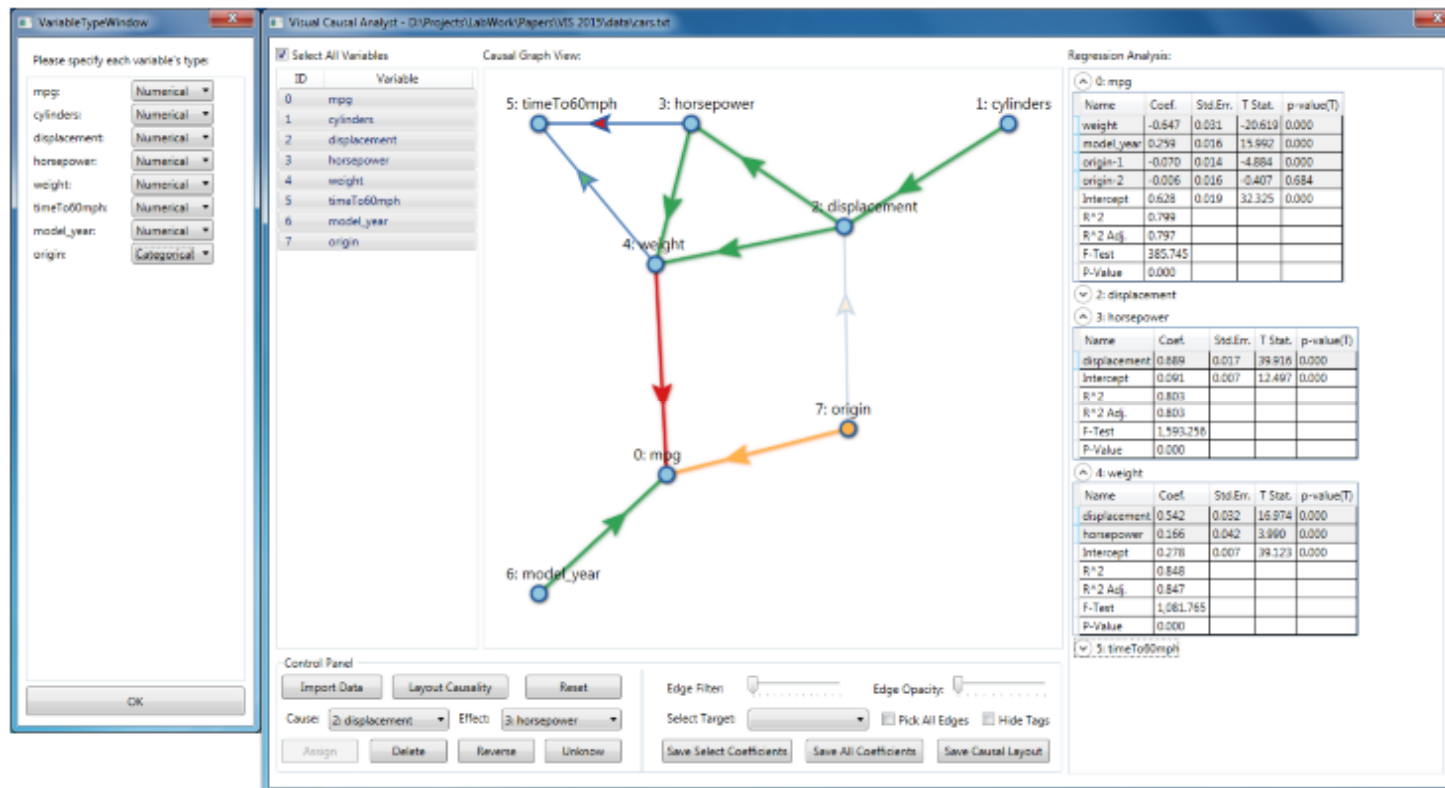 VariableTypeWindow
Please specify each variable's type:
mpg: Numerical
cylinders: Numerical
displacement: Numerical
horsepower: Numerical
weight: Numerical
timeTo60mph: Numerical
model_year: Numerical
origin: Categorical
OK
Visual Causal Analyst - D:\Projects\LabWork\Papers\VIS 2015\data\cars.txt
Select All Variables
ID Variable
0 mpg
1 cylinders
2 displacement
3 horsepower
4 weight
5 timeTo60mph
6 model_year
7 origin
Causal Graph View:
5: timeTo60mph
3: horsepower
1: cylinders
2: displacement
4: weight
7: origin
0: mpg
6: model_year
Control Panel
Import Data Layout Causality Reset
Cause: 2: displacement Effect: 3: horsepower
Assign Delete Reverse Unknow
Edge Filter: Edge Opacity:
Select Target: Pick All Edges Hide Tags
Save Select Coefficients Save All Coefficients Save Causal Layout
Regression Analysis:
0: mpg
Name Coef. Std.Err. T Stat. p-value(T)
weight -0.647 0.031 -20.619 0.000
model_year 0.259 0.016 15.992 0.000
origin-1 -0.070 0.014 -4.884 0.000
origin-2 -0.006 0.016 -0.407 0.684
Intercept 0.628 0.019 32.325 0.000
R^2 0.799
R^2 Adj. 0.797
F-Test 385.745
P-Value 0.000
2: displacement
3: horsepower
Name Coef. Std.Err. T Stat. p-value(T)
displacement 0.689 0.017 39.916 0.000
Intercept 0.091 0.007 12.497 0.000
R^2 0.803
R^2 Adj. 0.803
F-Test 1,593.256
P-Value 0.000
4: weight
Name Coef. Std.Err. T Stat. p-value(T)
displacement 0.542 0.032 16.974 0.000
horsepower 0.166 0.042 3.990 0.000
Intercept 0.278 0.007 39.123 0.000
R^2 0.848
R^2 Adj. 0.847
F-Test 1,081.765
P-Value 0.000
5: timeTo60mph